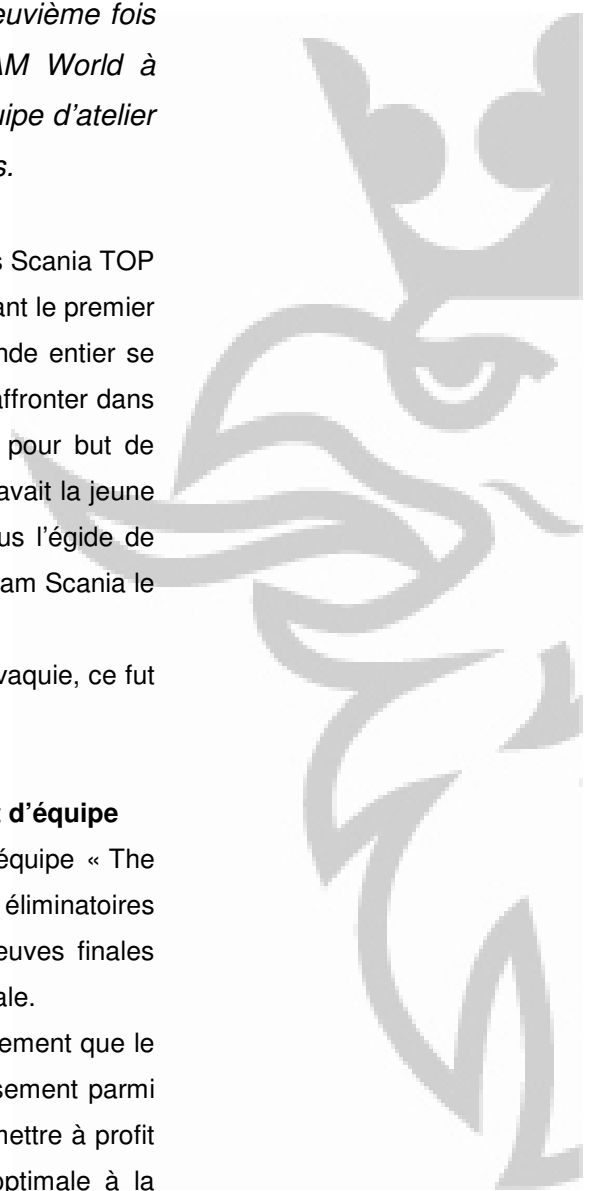 euvième fois
AM World à
uipe d'atelier
s.
s Scania TOP
ant le premier
nde entier se
affronter dans
pour but de
avait la jeune
us l'égide de
am Scania le
vaquie, ce fut
t d'équipe
équipe « The
éliminatoires
euves finales
ale.
ement que le
sement parmi
mettre à profit
optimale à la